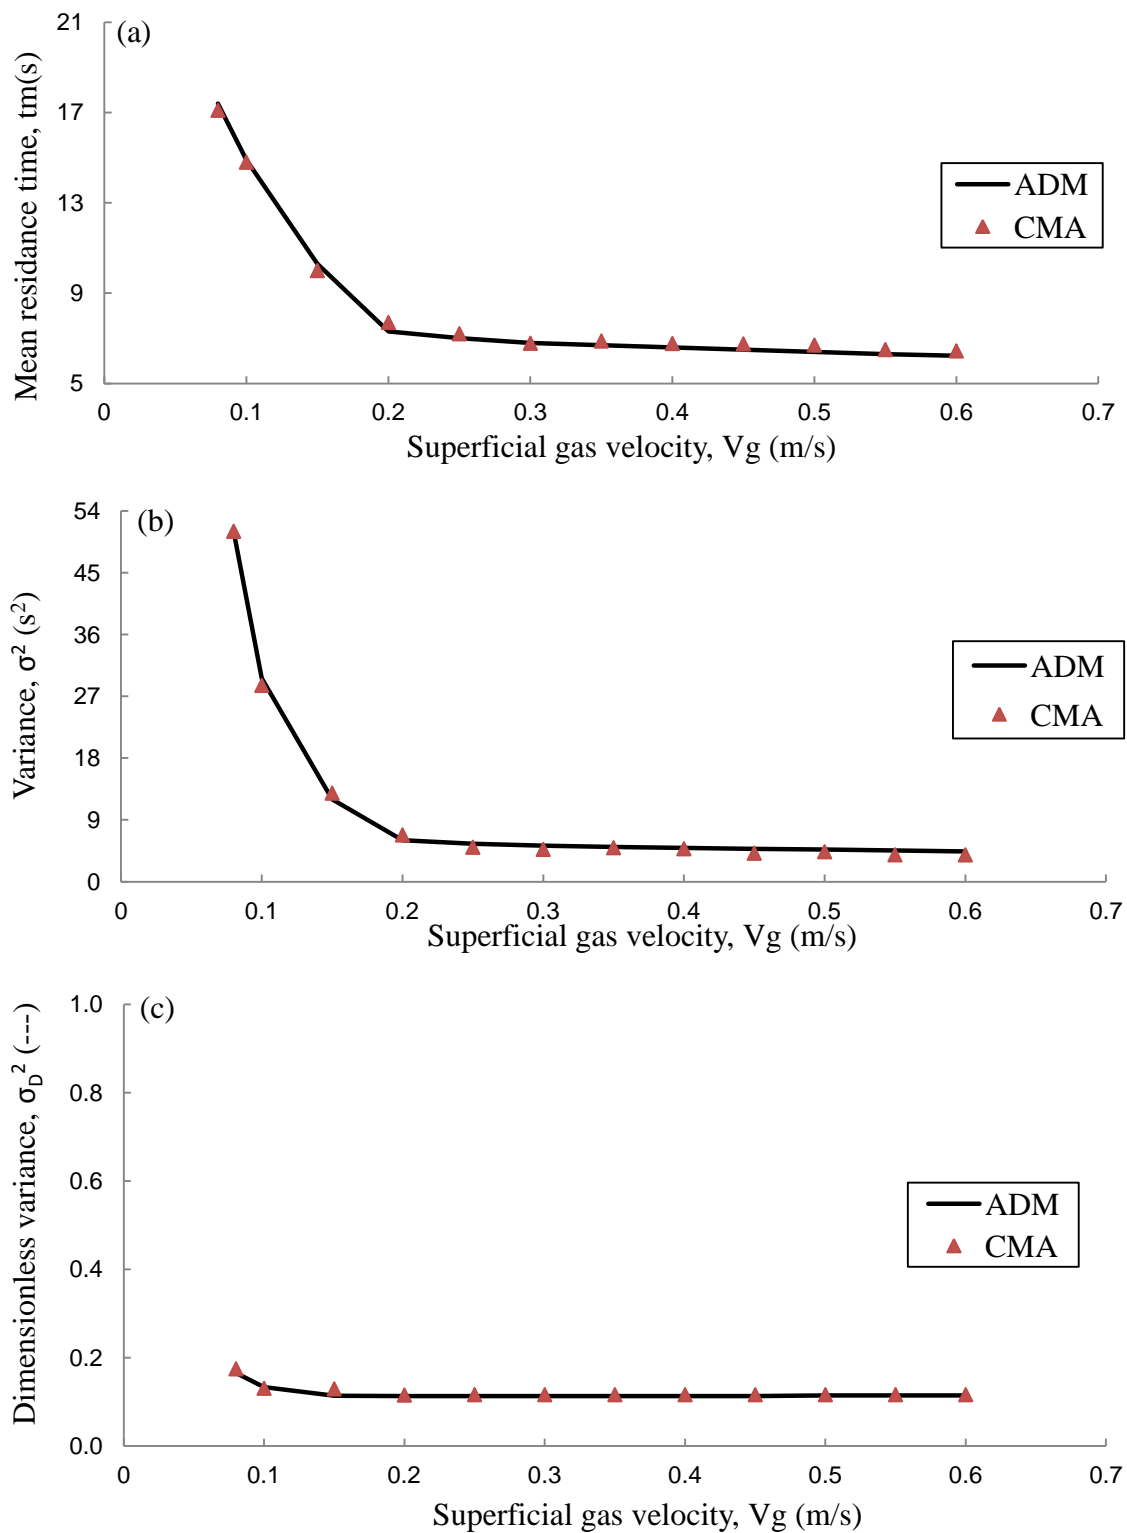 (a)
Mean residance time, tm(s)
21
17
13
9
5
0 0.1 0.2 0.3 0.4 0.5 0.6 0.7
Superficial gas velocity, Vg (m/s)
ADM
CMA
(b)
Variance, σ² (s²)
54
45
36
27
18
9
0
0 0.1 0.2 0.3 0.4 0.5 0.6 0.7
Superficial gas velocity, Vg (m/s)
ADM
CMA
(c)
Dimensionless variance, σ_D² (---)
1.0
0.8
0.6
0.4
0.2
0.0
0 0.1 0.2 0.3 0.4 0.5 0.6 0.7
Superficial gas velocity, Vg (m/s)
ADM
CMA